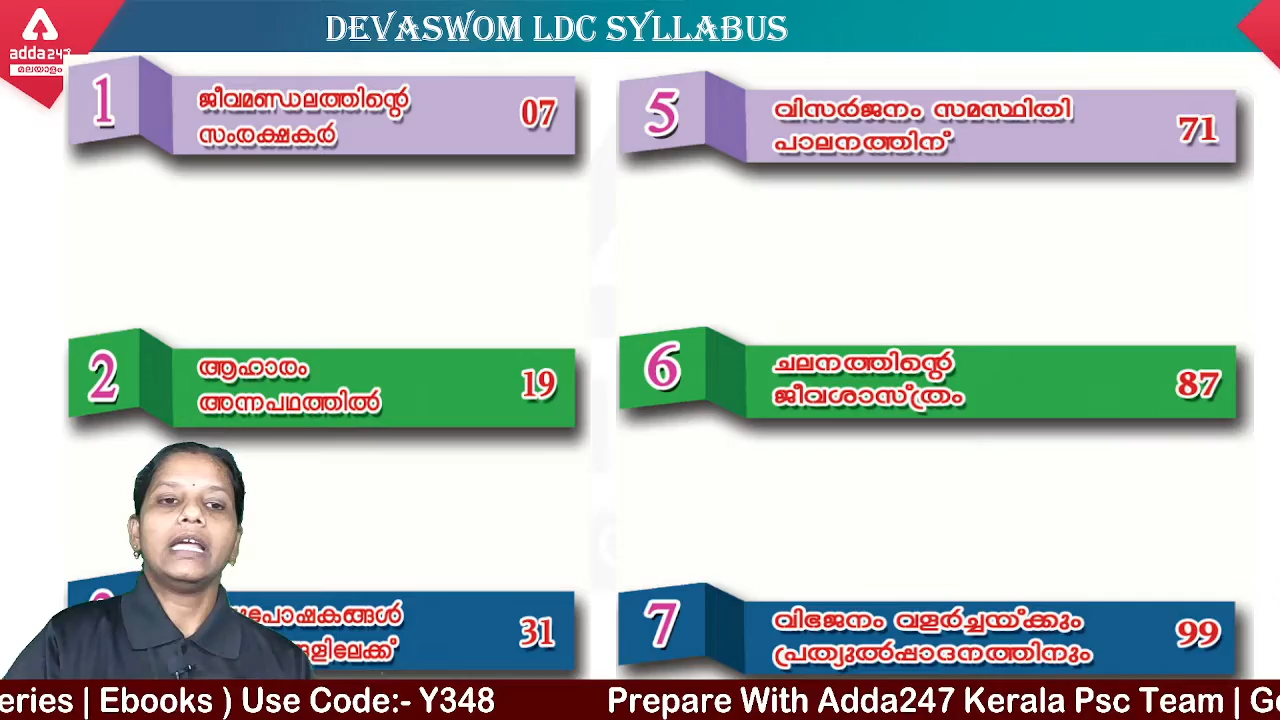 DEVASWOM LDC SYLLABUS
adda247
മലയാളം
1
ജീവമണ്ഡലത്തിന്റെ
സംരക്ഷകർ
07
2
ആഹാരം
അന്നപഥത്തിൽ
19
31
5
വിസർജനം സമസ്ഥിതി
പാലനത്തിന്
71
6
ചലനത്തിന്റെ
ജീവശാസ്ത്രം
87
7
വിഭജനം വളർച്ചയ്ക്കും
പ്രത്യുൽപ്പാദനത്തിനും
99
eries | Ebooks ) Use Code:- Y348 Prepare With Adda247 Kerala Psc Team | Ge